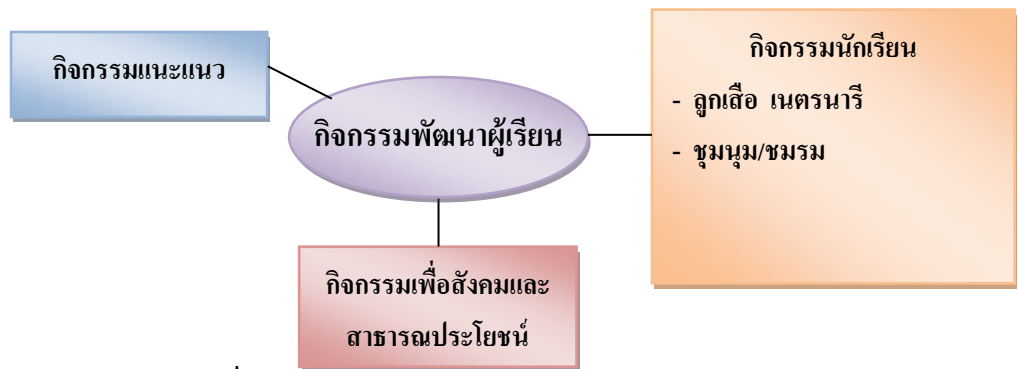 กิจกรรมแนะแนว
กิจกรรมพัฒนาผู้เรียน
กิจกรรมนักเรียน
- ลูกเสือ เนตรนารี
- ชุมนุม/ชมรม
กิจกรรมเพื่อสังคมและ
สาธารณประโยชน์